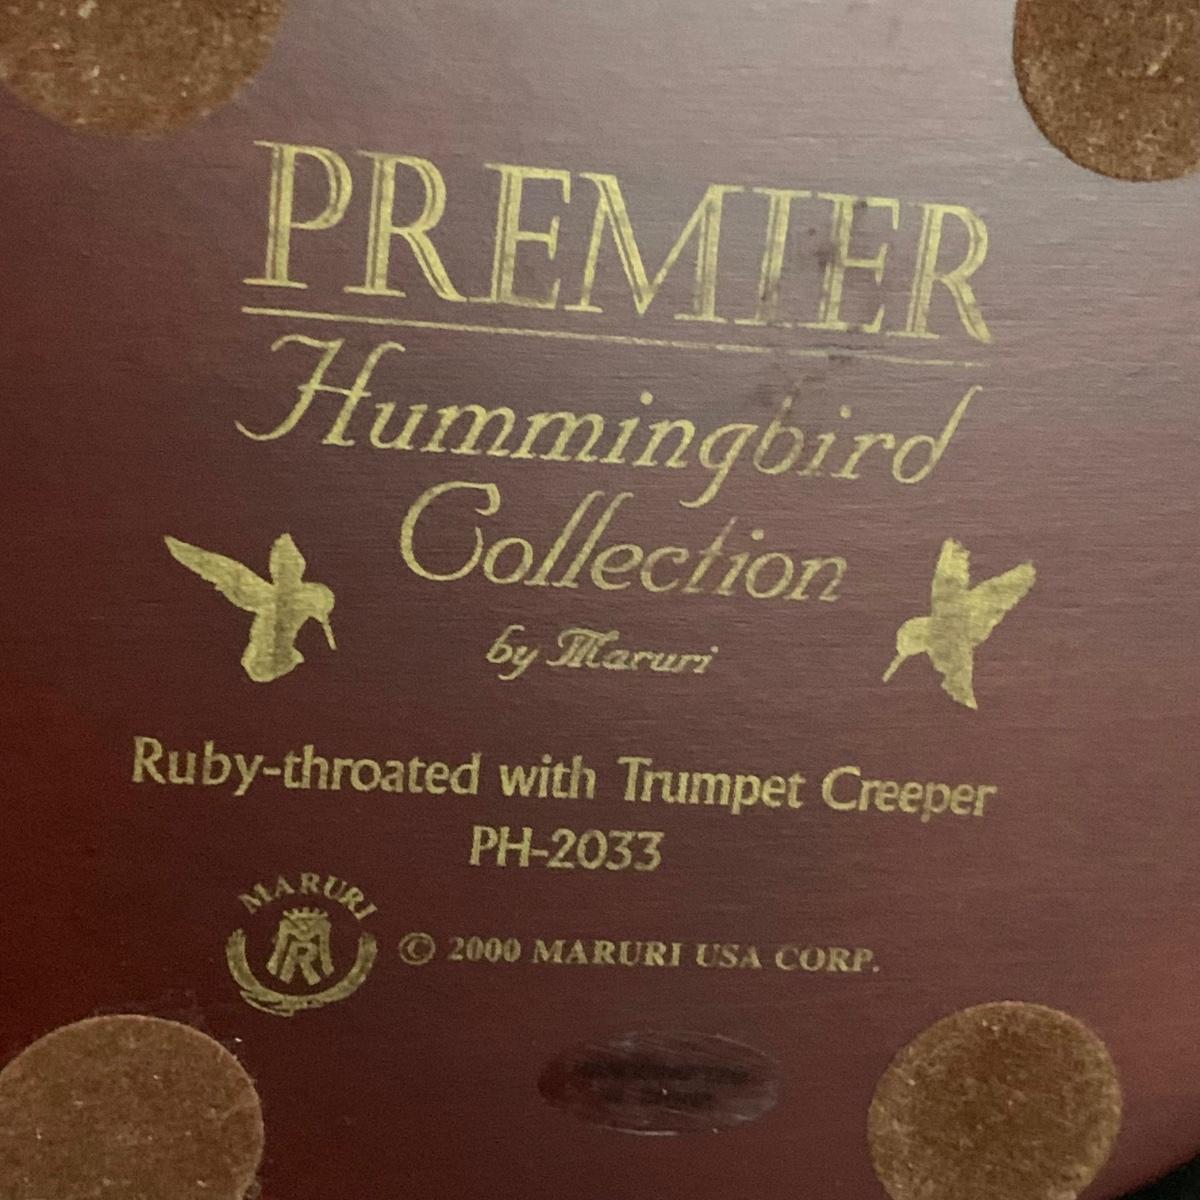 PREMIER
Hummingbird
Collection
by Maruri
Ruby-throated with Trumpet Creeper
PH-2033
MARURI
MR
© 2000 MARURI USA CORP.